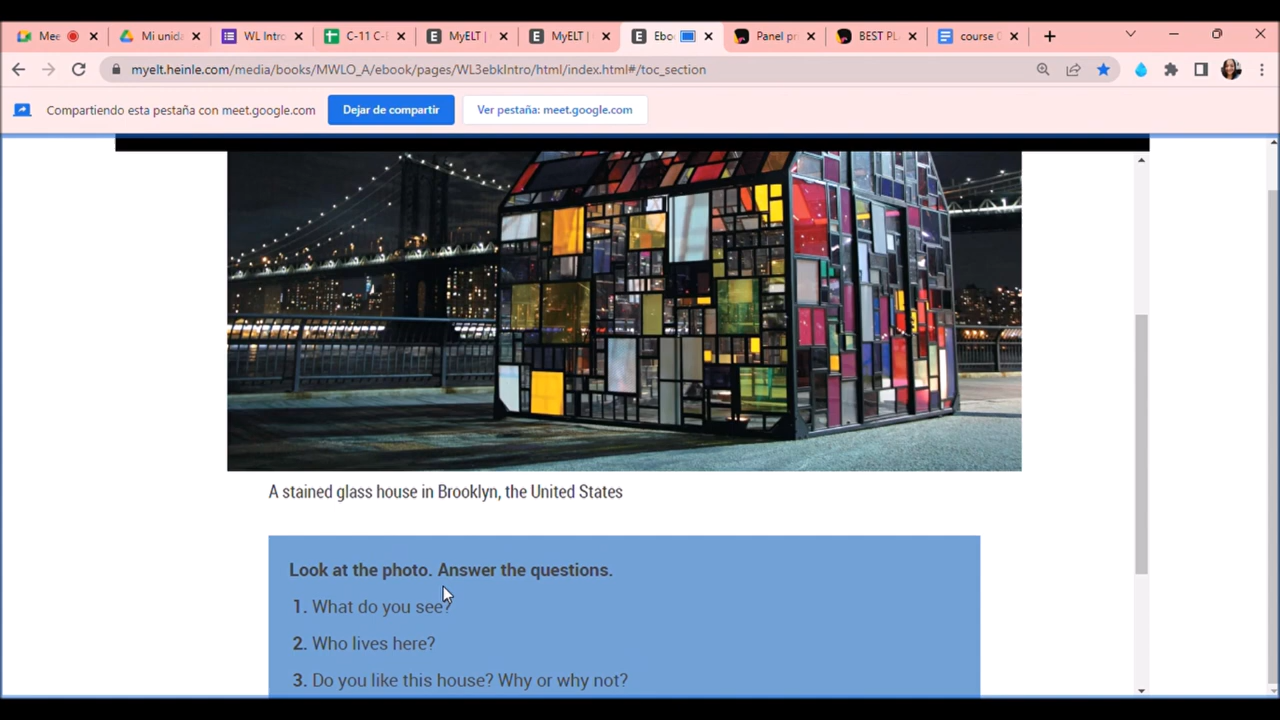 Mee
Mi unida
WL Intro
C-11 C-E
MyELT |
MyELT |
Ebo
Panel pr
BEST PL
course
myelt.heinle.com/media/books/MWLO_A/ebook/pages/WL3ebkIntro/html/index.html#/toc_section
Compartiendo esta pestaña con meet.google.com
Dejar de compartir
Ver pestaña: meet.google.com
A stained glass house in Brooklyn, the United States
Look at the photo. Answer the questions.
1. What do you see?
2. Who lives here?
3. Do you like this house? Why or why not?